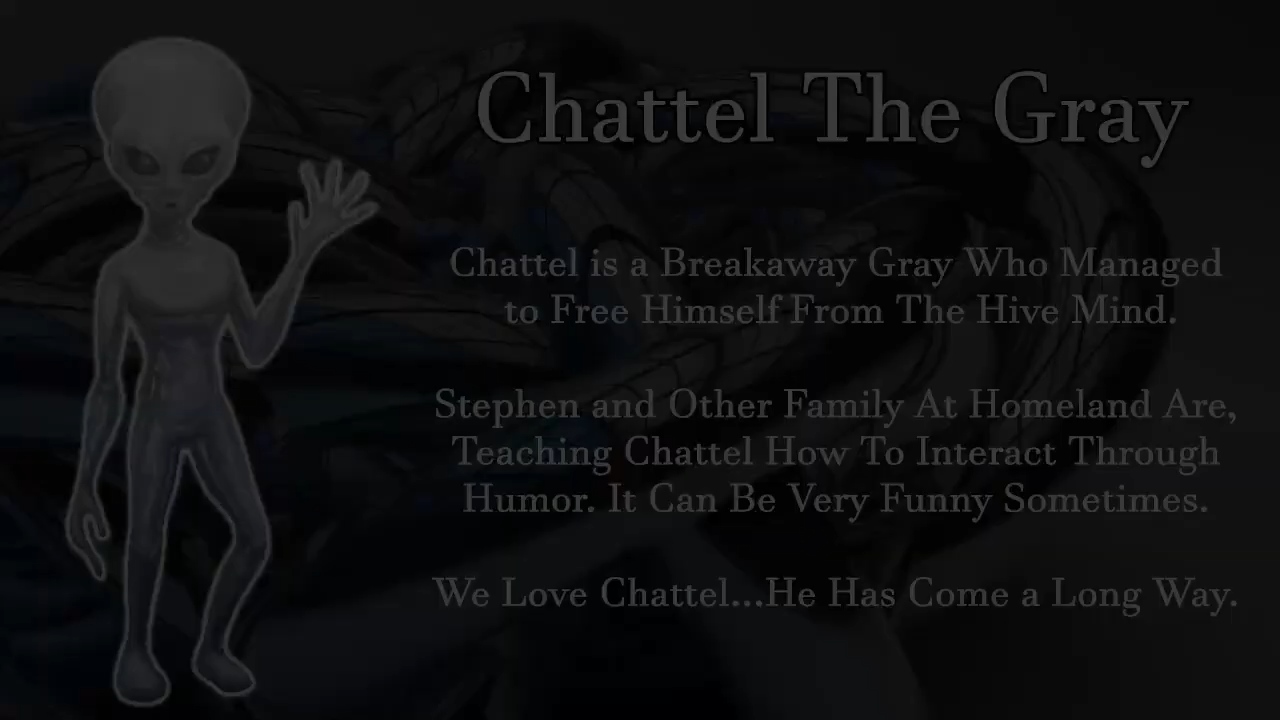 Chattel The Gray
Chattel is a Breakaway Gray Who Managed
to Free Himself From The Hive Mind.
Stephen and Other Family At Homeland Are,
Teaching Chattel How To Interact Through
Humor. It Can Be Very Funny Sometimes.
We Love Chattel...He Has Come a Long Way.